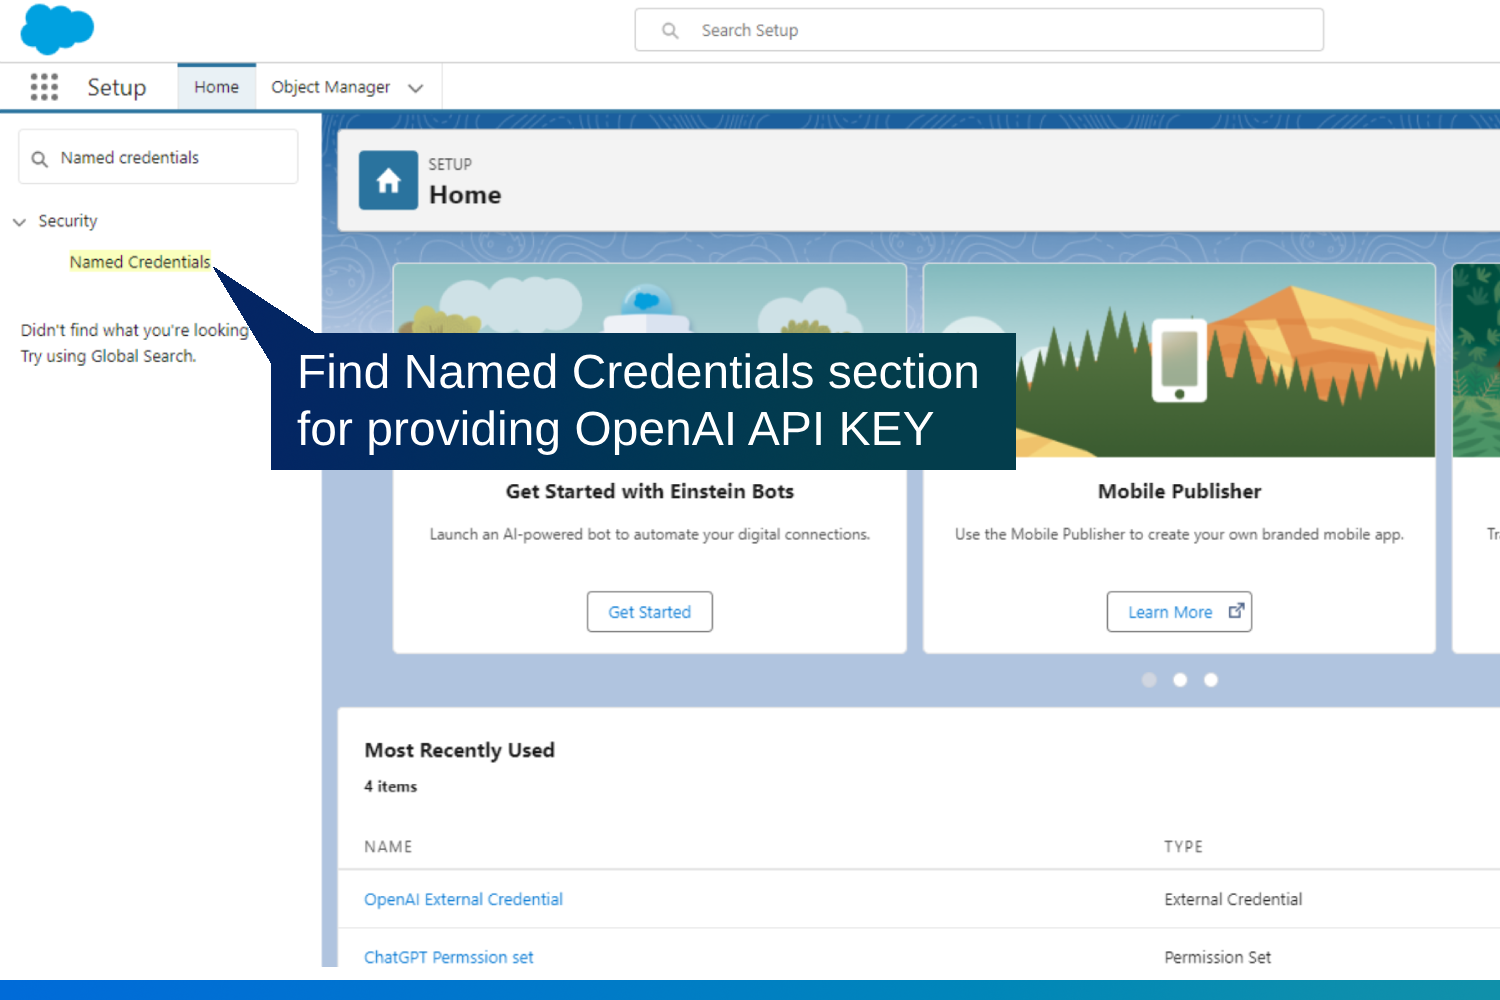 Search Setup
Setup
Home
Object Manager
Named credentials
Security
Named Credentials
Didn't find what you're looking
Try using Global Search.
SETUP
Home
Find Named Credentials section
for providing OpenAI API KEY
Get Started with Einstein Bots
Launch an AI-powered bot to automate your digital connections.
Get Started
Mobile Publisher
Use the Mobile Publisher to create your own branded mobile app.
Learn More
Most Recently Used
4 items
NAME
TYPE
OpenAI External Credential
External Credential
ChatGPT Permssion set
Permission Set